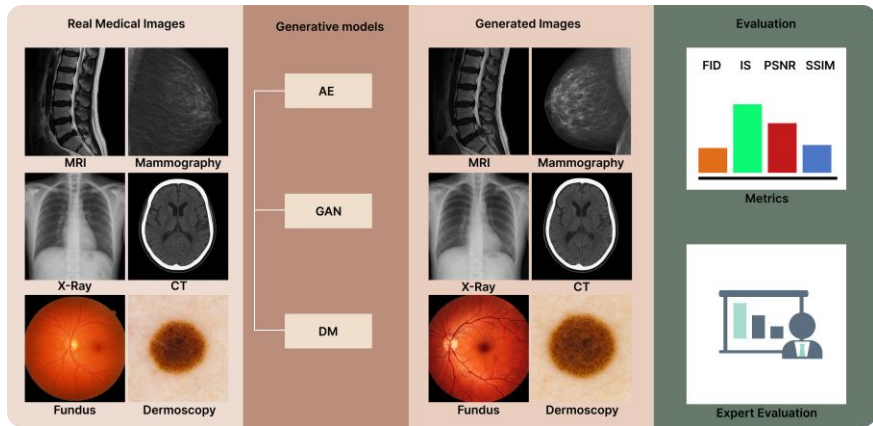 Real Medical Images
MRI
Mammography
X-Ray
CT
Fundus
Dermoscopy
Generative models
AE
GAN
DM
Generated Images
MRI
Mammography
X-Ray
CT
Fundus
Dermoscopy
Evaluation
FID IS PSNR SSIM
Metrics
Expert Evaluation